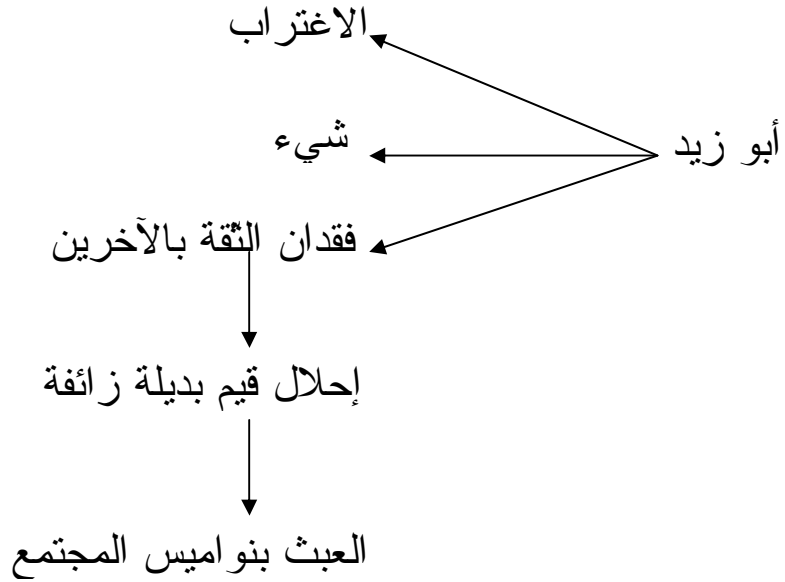 الاغتراب
أبو زيد
شيء
فقدان الثقة بالآخرين
إحلال قيم بديلة زائفة
العبث بنواميس المجتمع